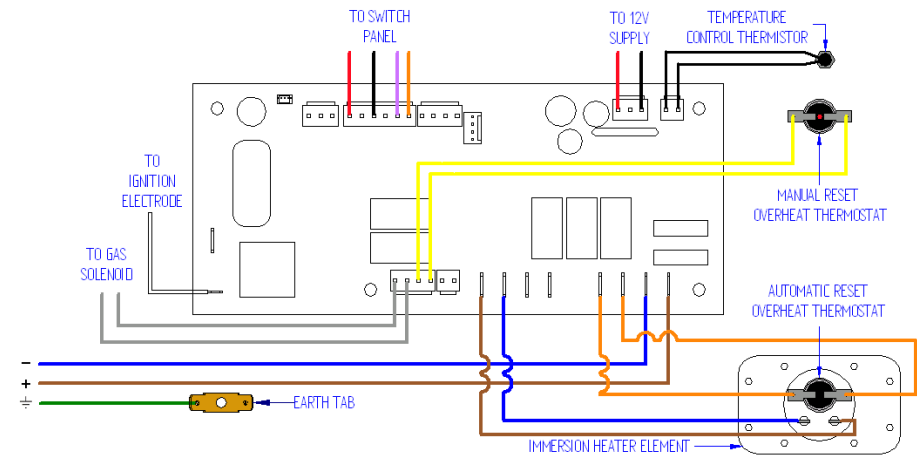 TO SWITCH
PANEL
TO 12V
SUPPLY
TEMPERATURE
CONTROL THERMISTOR
TO
IGNITION
ELECTRODE
MANUAL RESET
OVERHEAT THERMOSTAT
TO GAS
SOLENOID
AUTOMATIC RESET
OVERHEAT THERMOSTAT
−
+
EARTH TAB
IMMERSION HEATER ELEMENT